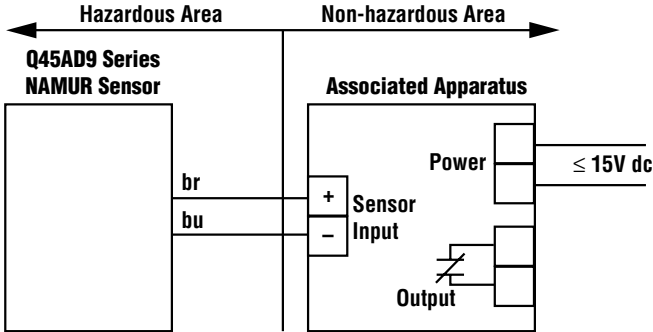 Hazardous Area
Non-hazardous Area
Q45AD9 Series
NAMUR Sensor
Associated Apparatus
Power
≤ 15V dc
br
+
Sensor
bu
–
Input
Output